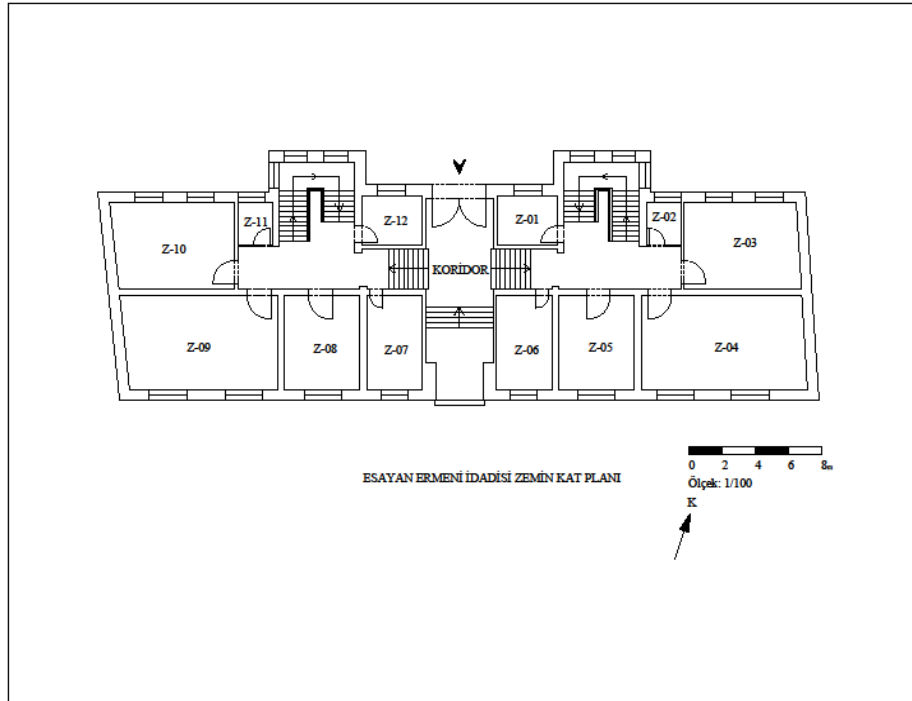 Z-11
Z-12
Z-01
Z-02
Z-10
Z-03
KORİDOR
Z-09
Z-08
Z-07
Z-06
Z-05
Z-04
ESAYAN ERMENİ İDADİSİ ZEMİN KAT PLANI
0 2 4 6 8m
Ölçek: 1/100
K